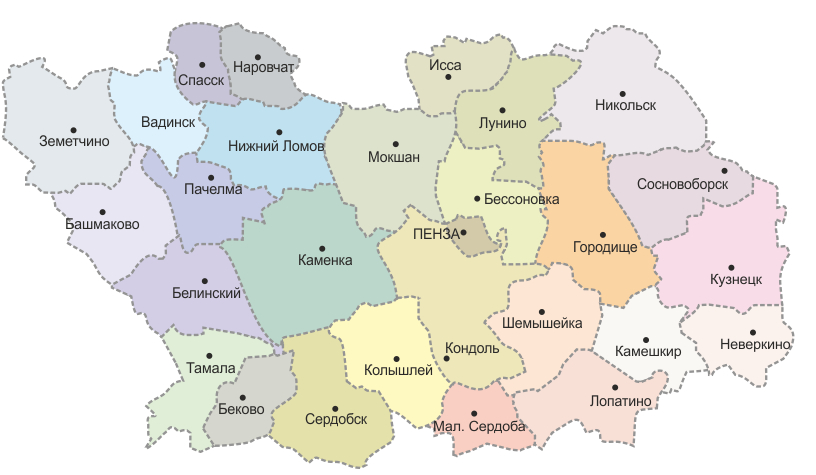 Исса
Спасск
Наровчат
Никольск
Вадинск
Лунино
Земетчино
Нижний Ломов
Мокшан
Пачелма
Сосновоборск
Бессоновка
Башмаково
ПЕНЗА
Городище
Каменка
Кузнецк
Белинский
Шемышейка
Неверкино
Кондоль
Камешкир
Тамала
Колышлей
Лопатино
Беково
Сердобск
Мал. Сердоба